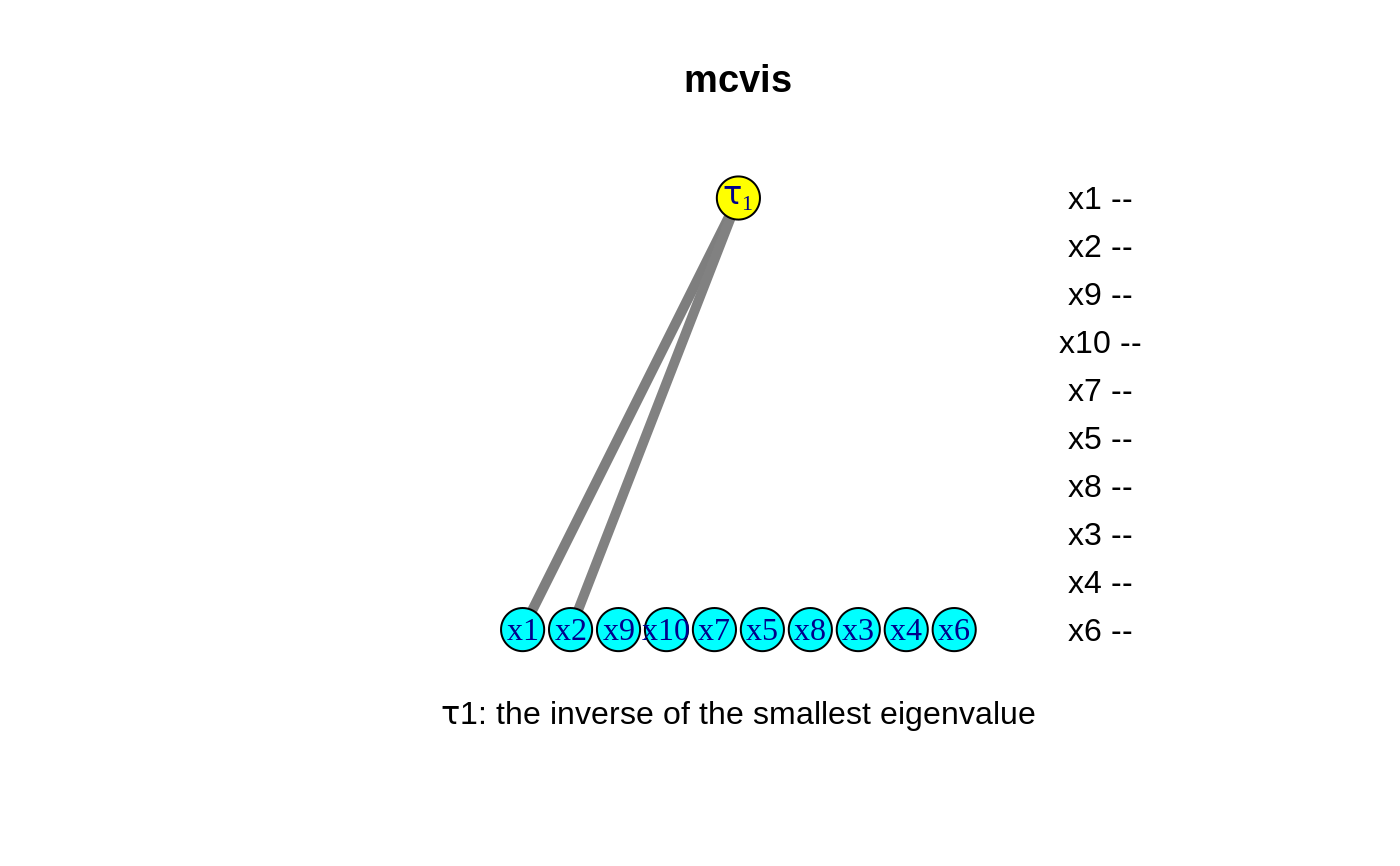 mcvis
τ1
x1 --
x2 --
x9 --
x10 --
x7 --
x5 --
x8 --
x3 --
x4 --
x6 --
x1 x2 x9 x10 x7 x5 x8 x3 x4 x6
τ1: the inverse of the smallest eigenvalue